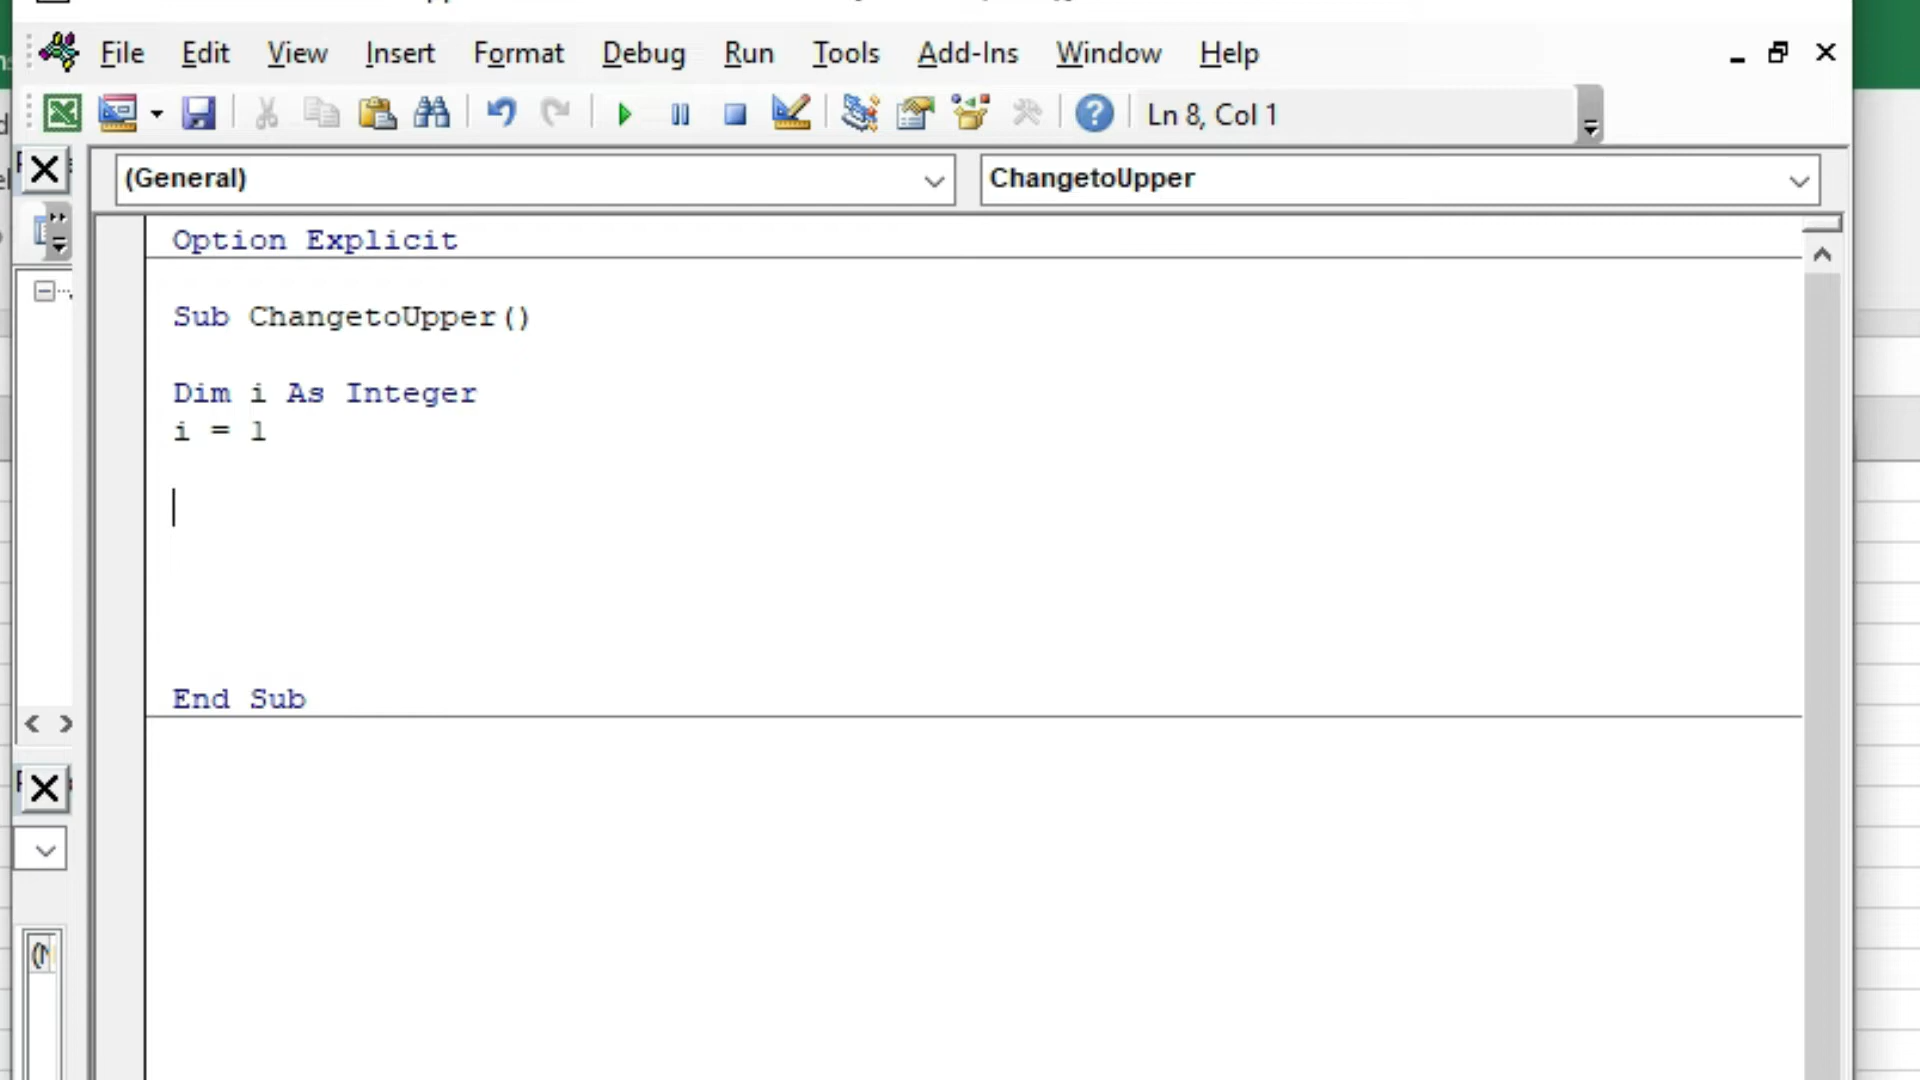 File Edit View Insert Format Debug Run Tools Add-Ins Window Help
Ln 8, Col 1
(General) ChangetoUpper
Option Explicit
Sub ChangetoUpper()
Dim i As Integer
i = 1
End Sub